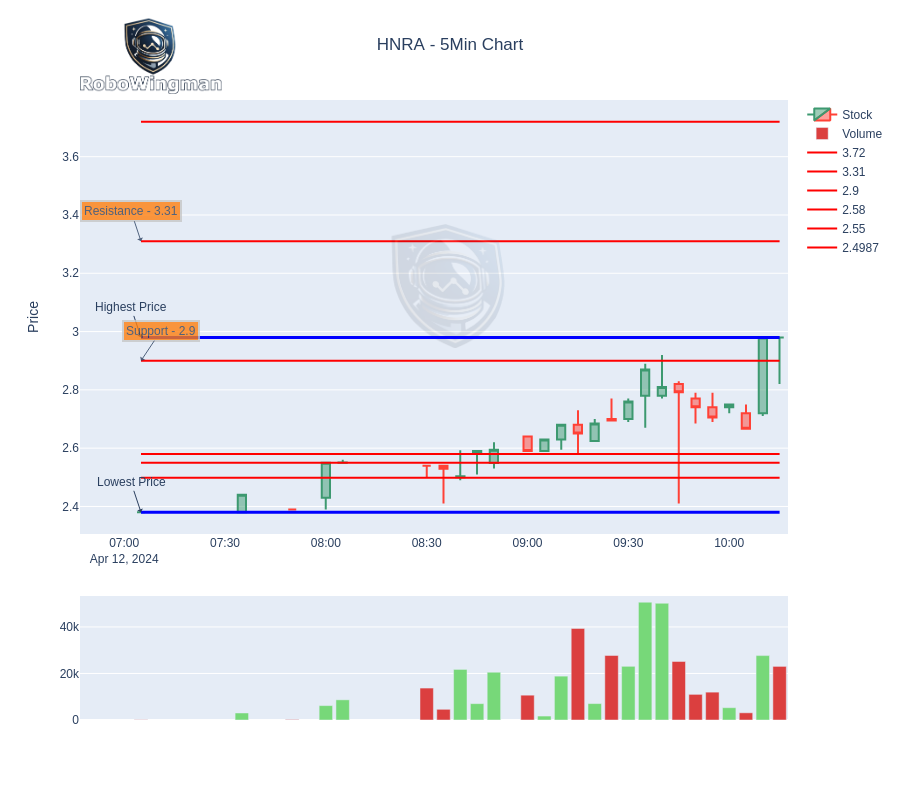 RoboWingman
HNRA - 5Min Chart
Stock
Volume
3.72
3.31
2.9
2.58
2.55
2.4987
Price
3.6
3.4
3.2
3
2.8
2.6
2.4
Resistance - 3.31
Highest Price
Support - 2.9
Lowest Price
07:00
07:30
08:00
08:30
09:00
09:30
10:00
Apr 12, 2024
40k
20k
0